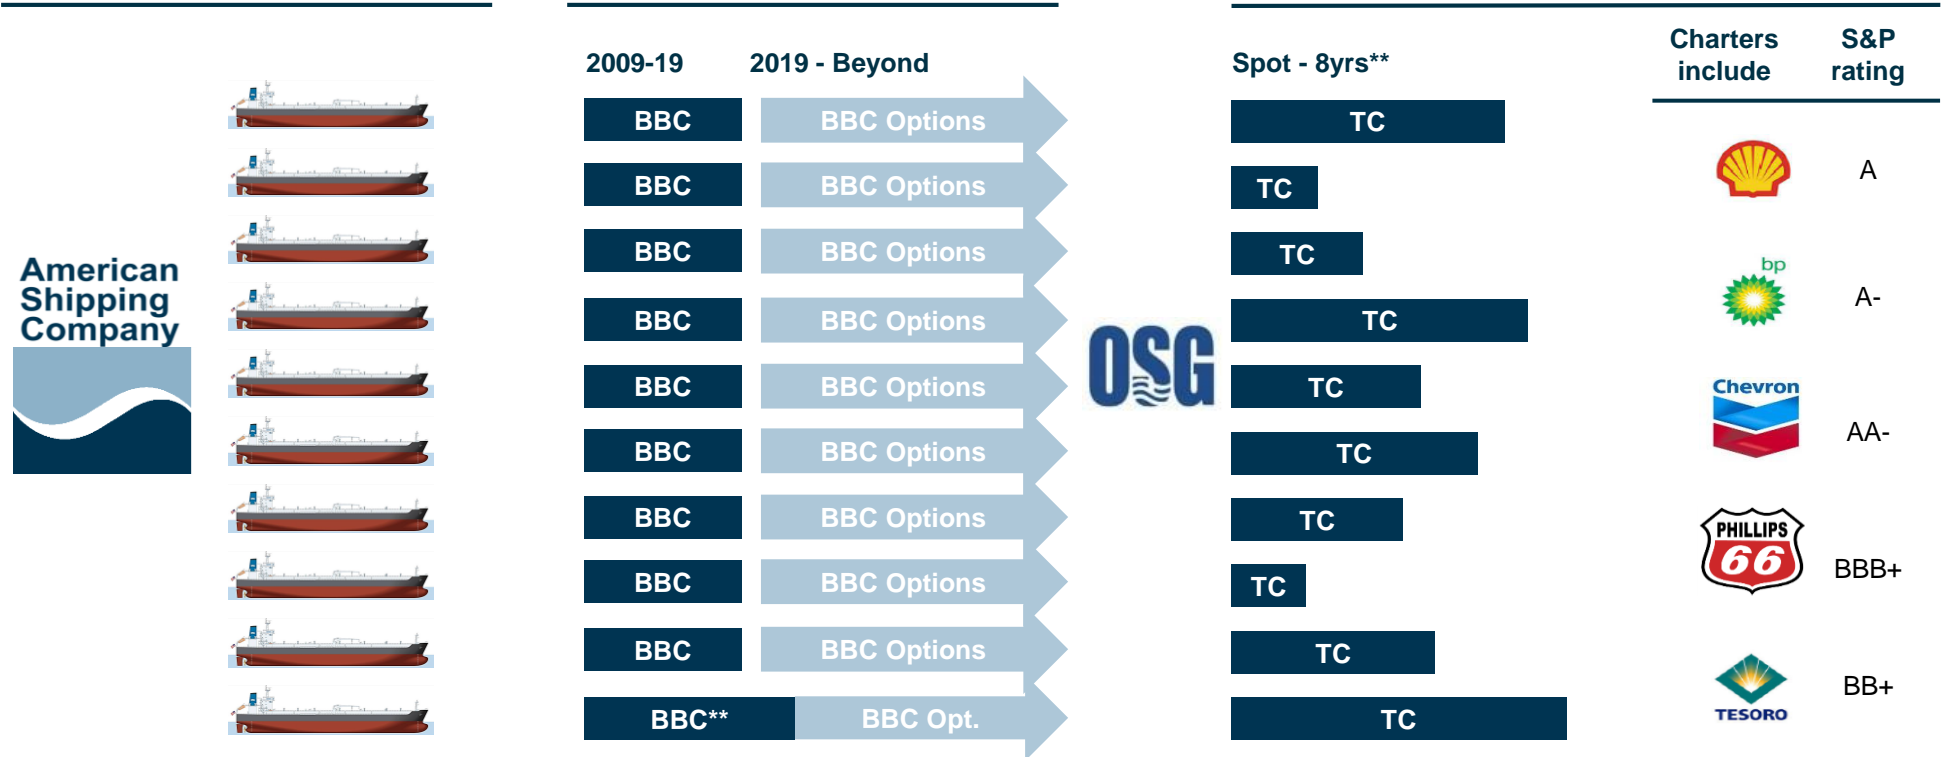 Charters include
S&P rating
2009-19
2019 - Beyond
Spot - 8yrs**
BBC
BBC Options
TC
BBC
BBC Options
TC
A
BBC
BBC Options
TC
American
Shipping
Company
bp
A-
BBC
BBC Options
TC
OSG
BBC
BBC Options
TC
Chevron
AA-
BBC
BBC Options
TC
BBC
BBC Options
TC
PHILLIPS
66
BBB+
BBC
BBC Options
TC
BBC
BBC Options
TC
TESORO
BB+
BBC**
BBC Opt.
TC